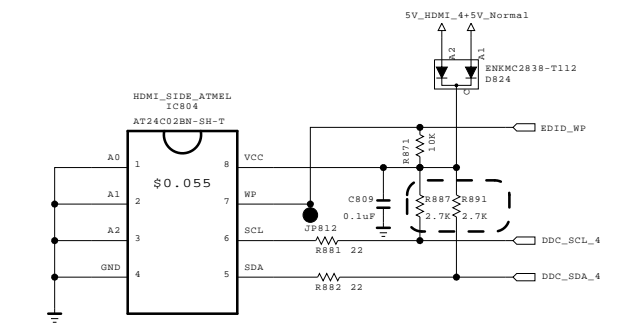 5V_HDMI_4+5V_Normal
A2
A1
ENKMC2838-T112
D824
C
HDMI_SIDE_ATMEL
IC804
AT24C02BN-SH-T
EDID_WP
R871
10K
A0
1
8
VCC
$0.055
A1
2
7
WP
C809
0.1uF
R887
2.7K
R891
2.7K
JP812
A2
3
6
SCL
R881 22
DDC_SCL_4
GND
4
5
SDA
R882 22
DDC_SDA_4